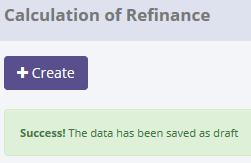 Calculation of Refinance
+ Create
Success! The data has been saved as draft